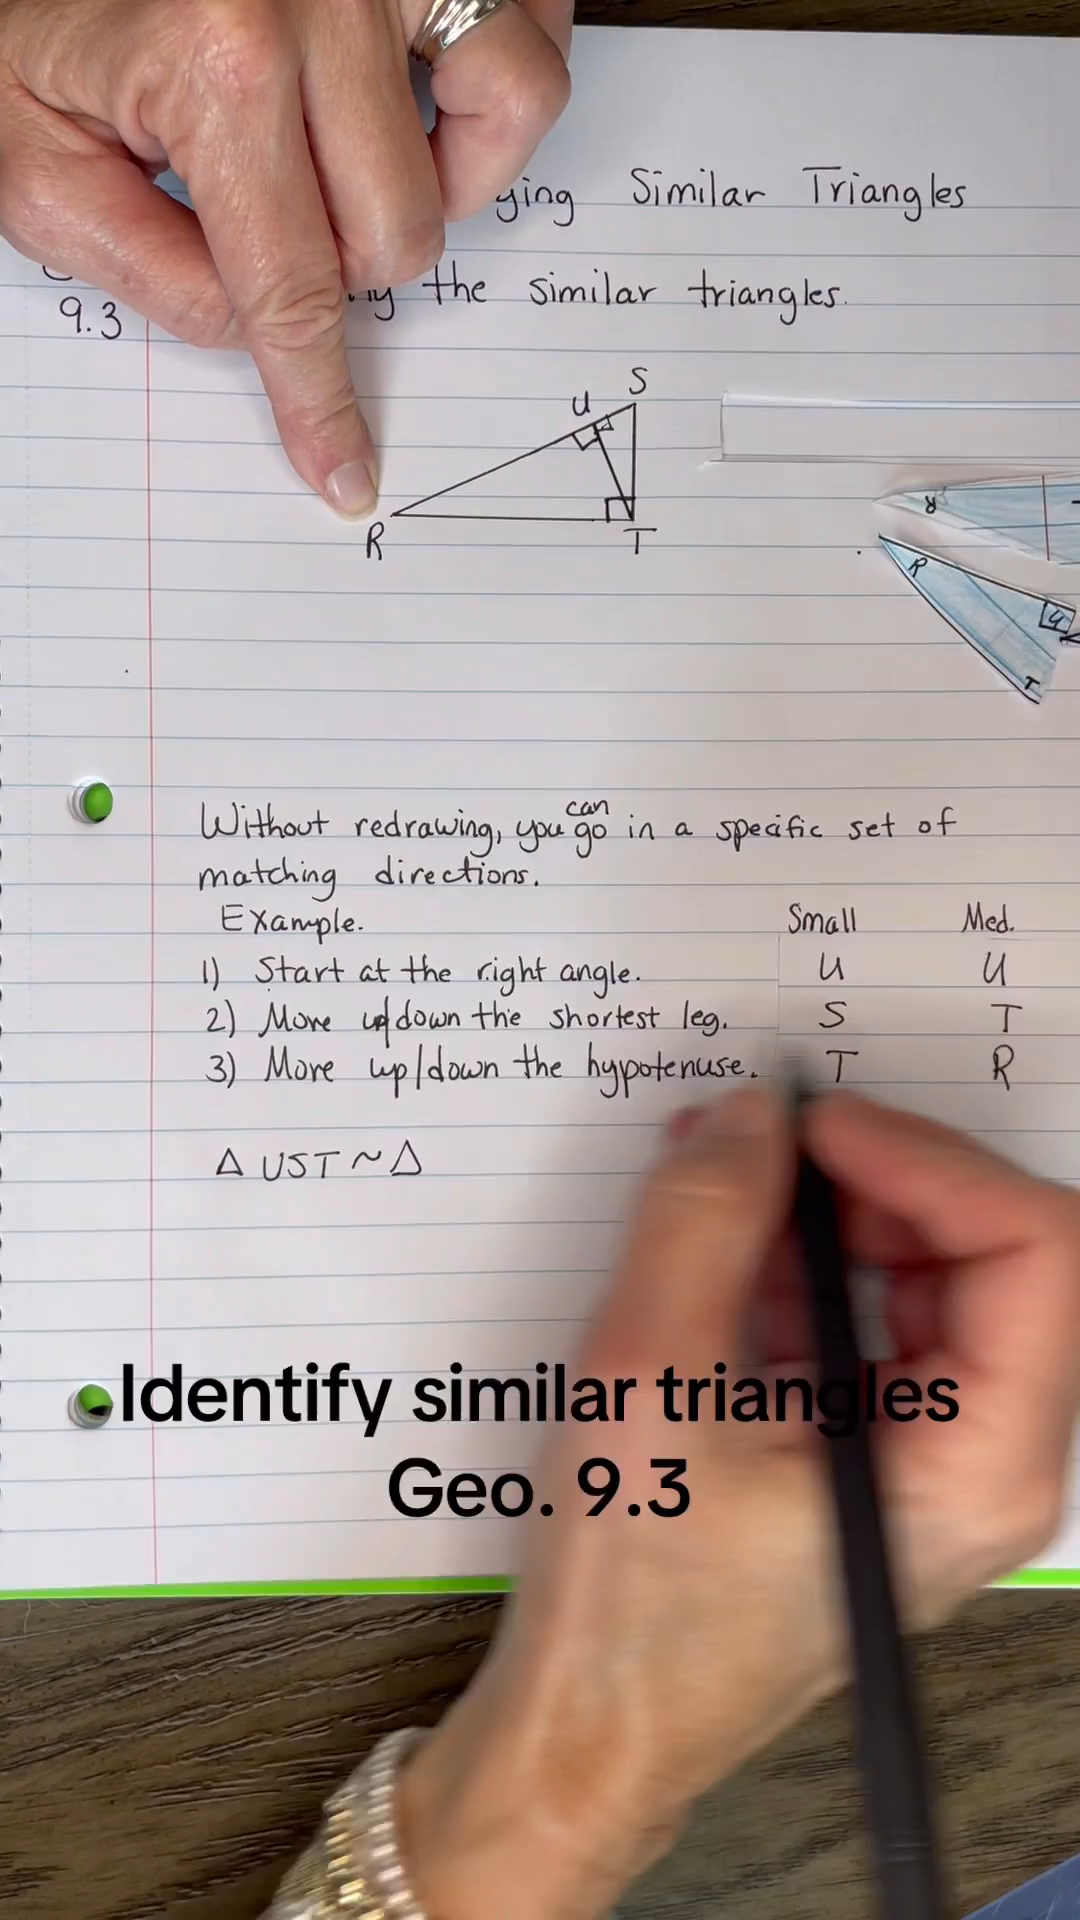 ying Similar Triangles
the similar triangles.
9.3
S
U
R
T
R
R
U
T
Without redrawing, you can go in a specific set of
matching directions.
Example. Small Med.
1) Start at the right angle. U U
2) Move up/down the shortest leg. S T
3) Move up/down the hypotenuse. T R
Δ UST ~ Δ
Identify similar triangles
Geo. 9.3